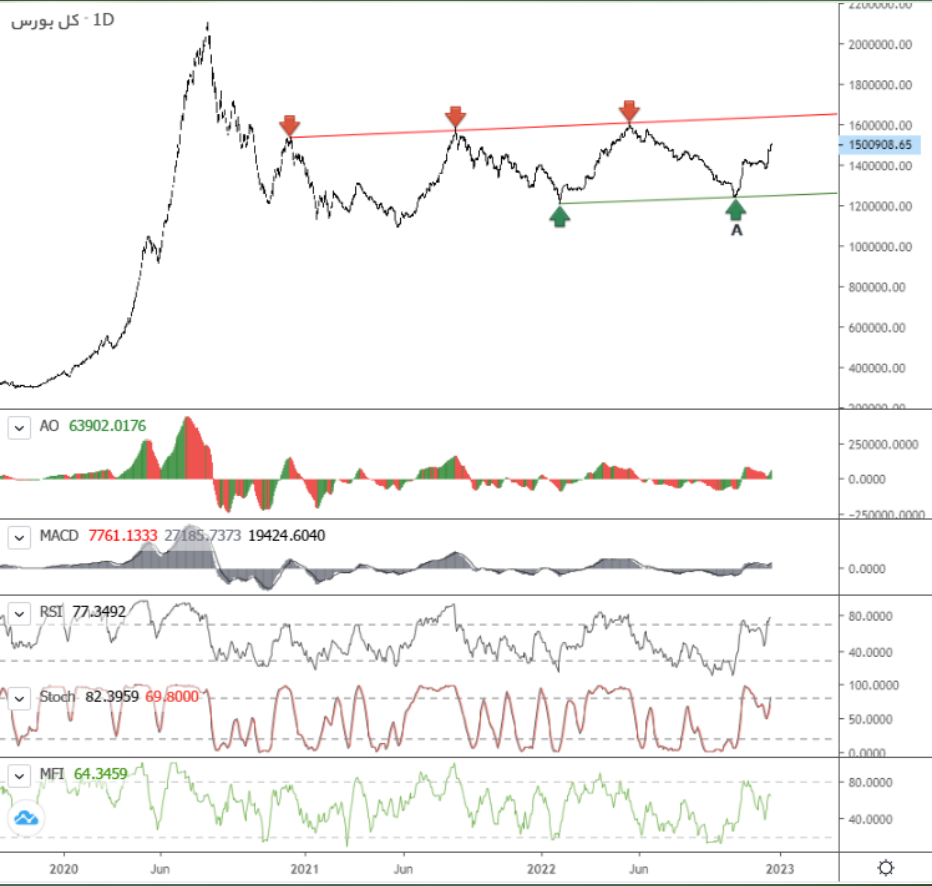 کل بورس · 1D
2200000.00
2000000.00
1800000.00
1600000.00
1500908.65
1400000.00
1200000.00
1000000.00
800000.00
600000.00
400000.00
200000.00
A
AO 63902.0176
250000.0000
0.0000
-250000.0000
MACD 7761.1333 27185.7373 19424.6040
0.0000
RSI 77.3492
80.0000
40.0000
Stoch 82.3959 69.8000
100.0000
50.0000
0.0000
MFI 64.3459
80.0000
40.0000
2020 Jun 2021 Jun 2022 Jun 2023